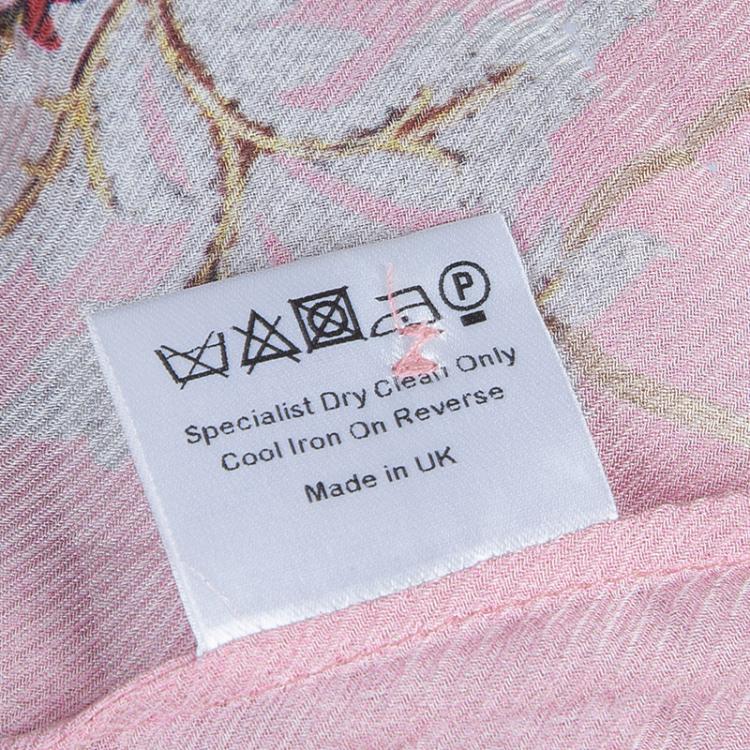 P
Specialist Dry Clean Only
Cool Iron On Reverse
Made in UK